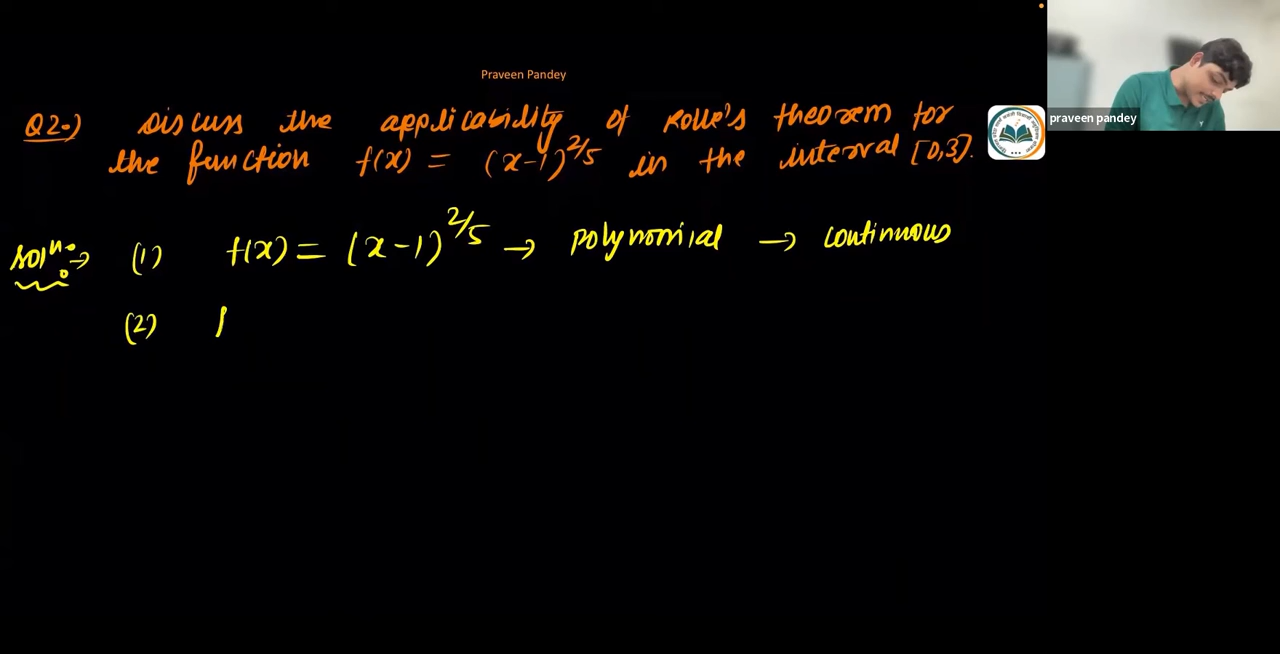 Praveen Pandey
Q20) Discuss the applicability of Rolle's theorem for
the function f(x) = (x-1)^2/5 in the interval [0,3].
praveen pandey
Solⁿ: → (1) f(x) = (x-1)^2/5 → polynomial → continuous
(2)